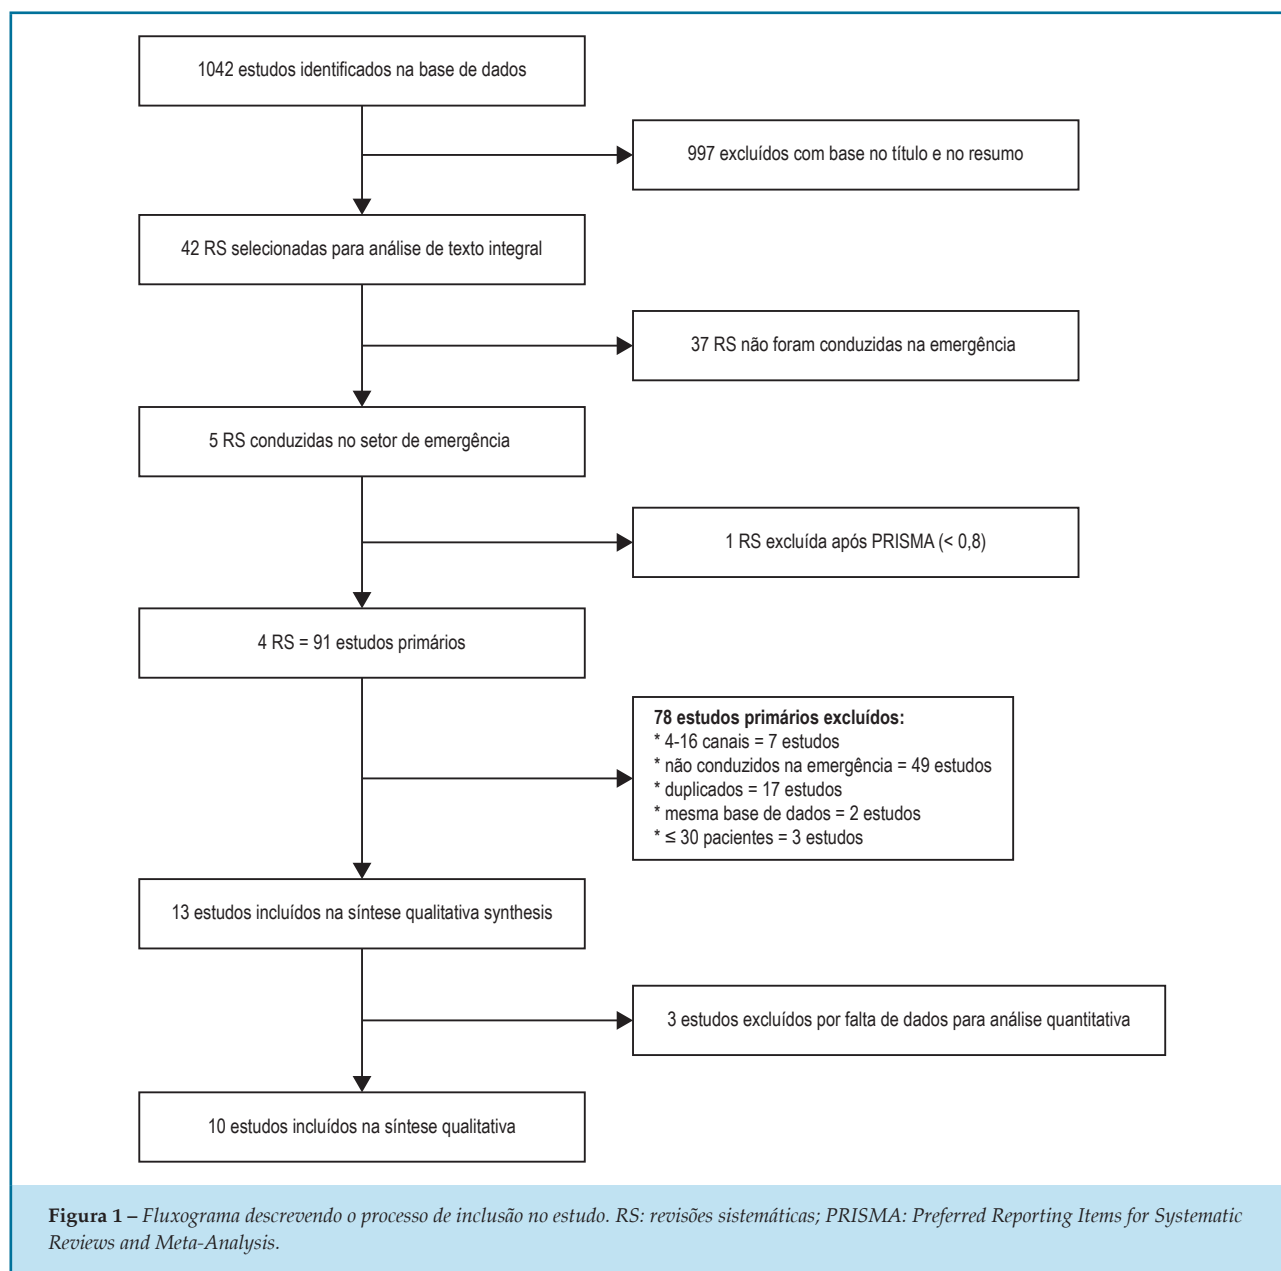 1042 estudos identificados na base de dados
997 excluídos com base no título e no resumo
42 RS selecionadas para análise de texto integral
37 RS não foram conduzidas na emergência
5 RS conduzidas no setor de emergência
1 RS excluída após PRISMA (< 0,8)
4 RS = 91 estudos primários
78 estudos primários excluídos:
* 4-16 canais = 7 estudos
* não conduzidos na emergência = 49 estudos
* duplicados = 17 estudos
* mesma base de dados = 2 estudos
* ≤ 30 pacientes = 3 estudos
13 estudos incluídos na síntese qualitativa synthesis
3 estudos excluídos por falta de dados para análise quantitativa
10 estudos incluídos na síntese qualitativa
Figura 1 – Fluxograma descrevendo o processo de inclusão no estudo. RS: revisões sistemáticas; PRISMA: Preferred Reporting Items for Systematic
Reviews and Meta-Analysis.